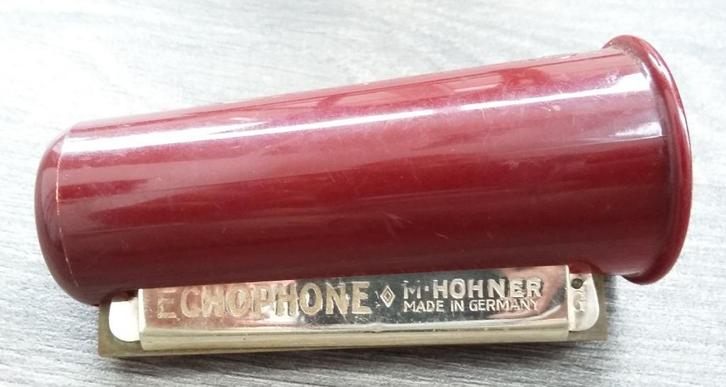 ECHOPHONE ◇ M·HOHNER
MADE IN GERMANY
G